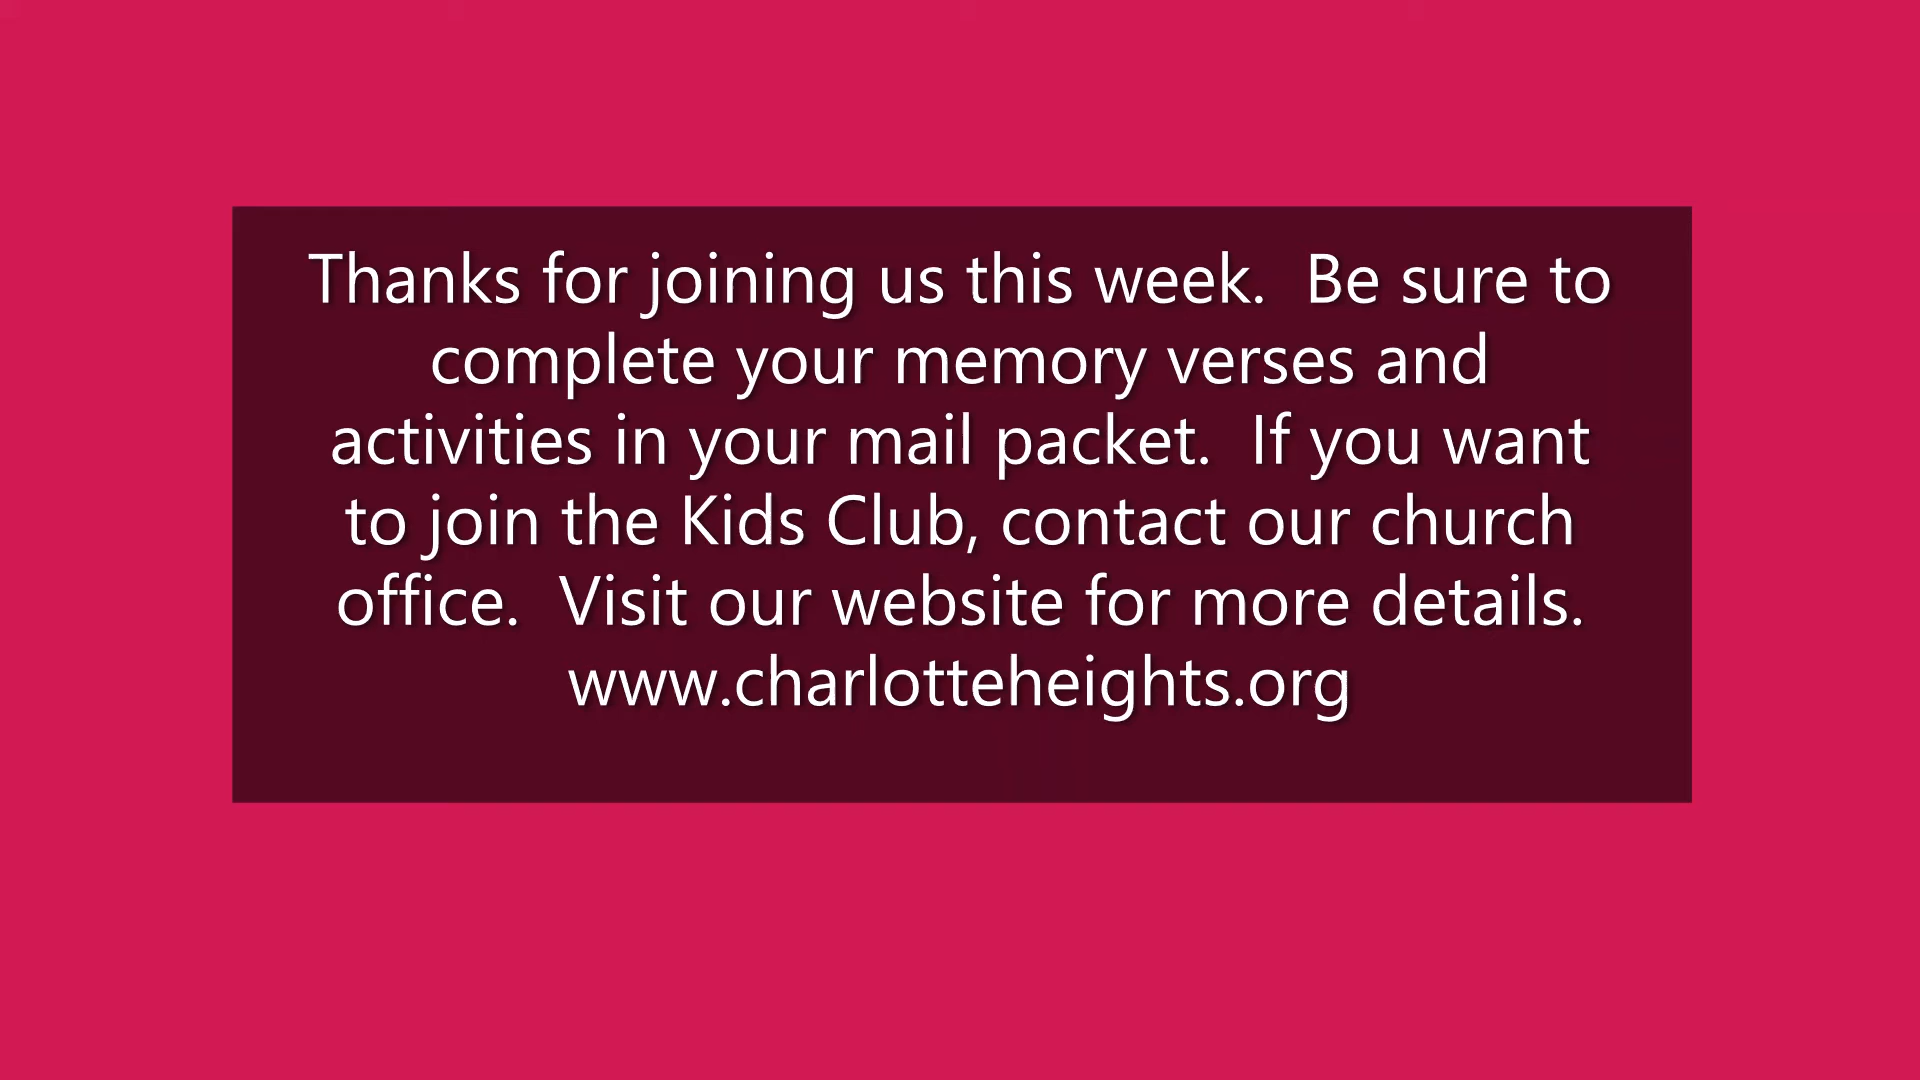 Thanks for joining us this week.  Be sure to
complete your memory verses and
activities in your mail packet.  If you want
to join the Kids Club, contact our church
office.  Visit our website for more details.
www.charlotteheights.org